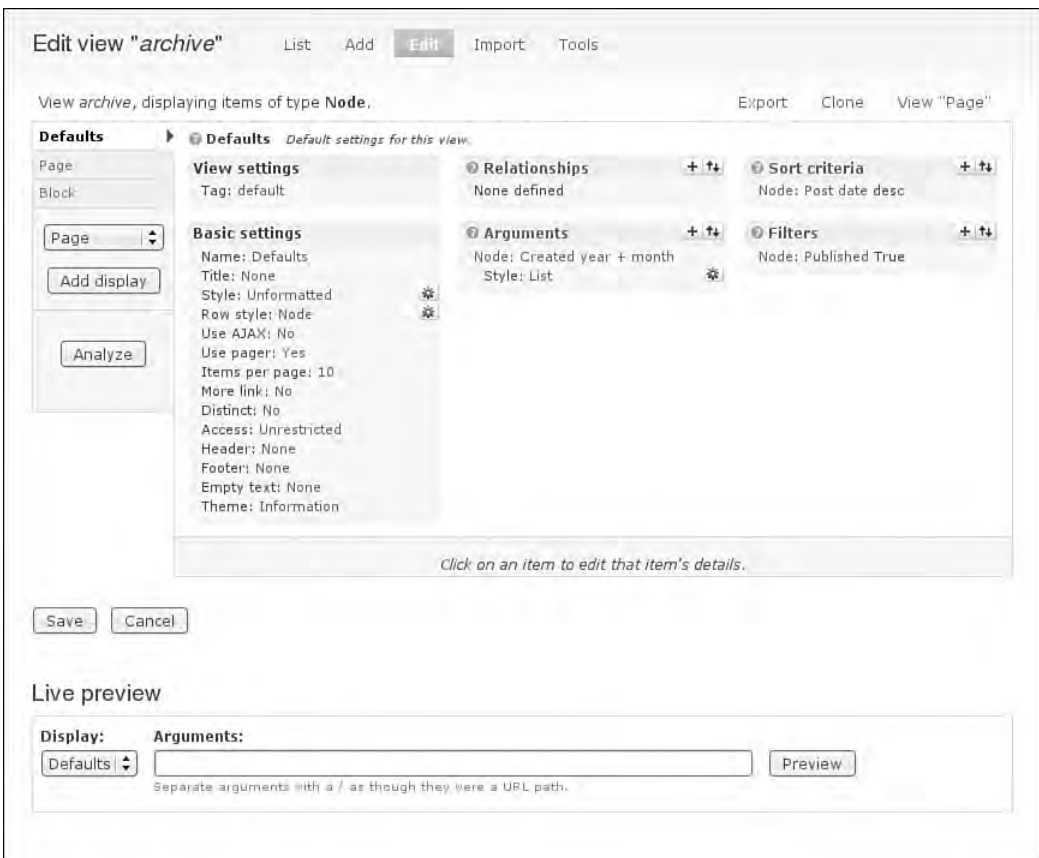 Edit view "archive" List Add Edit Import Tools
View archive, displaying items of type Node. Export Clone View "Page"
Defaults
Page
Block
Page
Add display
Analyze
Defaults Default settings for this view.
View settings
Tag: default
Basic settings
Name: Defaults
Title: None
Style: Unformatted
Row style: Node
Use AJAX: No
Use pager: Yes
Items per page: 10
More link: No
Distinct: No
Access: Unrestricted
Header: None
Footer: None
Empty text: None
Theme: Information
Relationships
None defined
Arguments
Node: Created year + month
Style: List
Sort criteria
Node: Post date desc
Filters
Node: Published True
Click on an item to edit that item's details.
Save Cancel
Live preview
Display: Arguments:
Defaults Preview
Separate arguments with a / as though they were a URL path.